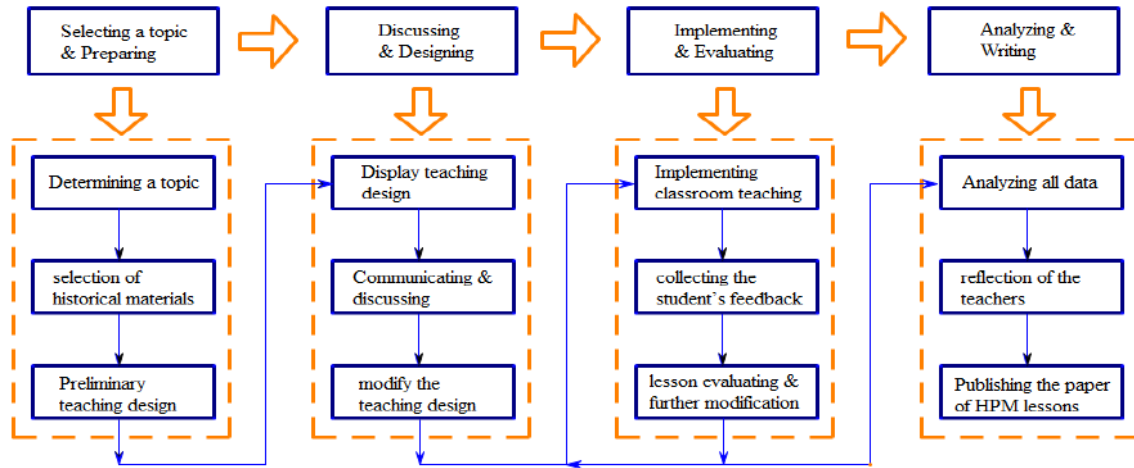 Selecting a topic
& Preparing
Discussing
& Designing
Implementing
& Evaluating
Analyzing &
Writing
Determining a topic
selection of
historical materials
Preliminary
teaching design
Display teaching
design
Communicating &
discussing
modify the
teaching design
Implementing
classroom teaching
collecting the
student's feedback
lesson evaluating &
further modification
Analyzing all data
reflection of the
teachers
Publishing the paper
of HPM lessons